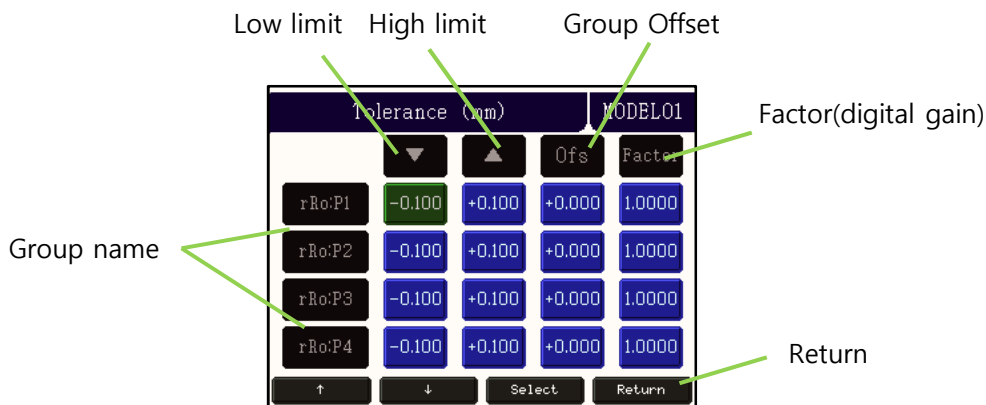 Low limit High limit Group Offset
Tolerance (mm) MODEL01
Factor(digital gain)
▼ ▲ Ofs Factor
rRo:P1 -0.100 +0.100 +0.000 1.0000
Group name
rRo:P2 -0.100 +0.100 +0.000 1.0000
rRo:P3 -0.100 +0.100 +0.000 1.0000
rRo:P4 -0.100 +0.100 +0.000 1.0000
Return
↑ ↓ Select Return